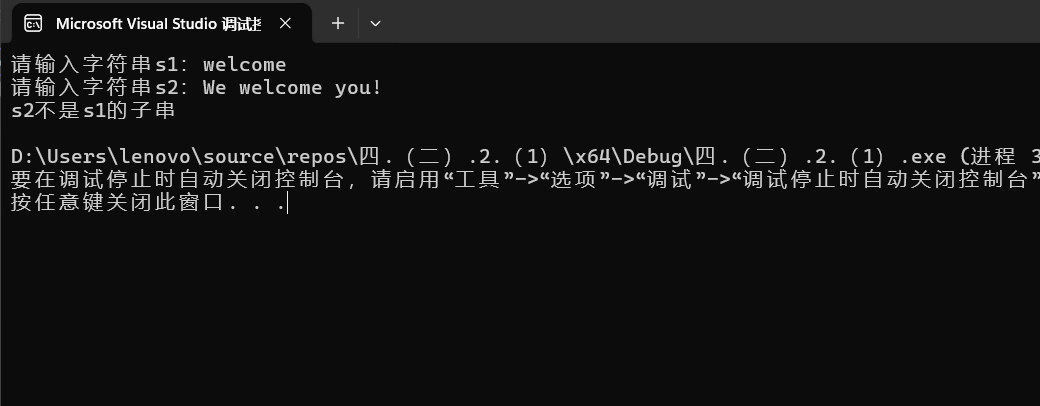 Microsoft Visual Studio 调试控
请输入字符串s1: welcome
请输入字符串s2: We welcome you!
s2不是s1的子串
D:\Users\lenovo\source\repos\四.（二）.2.（1）\x64\Debug\四.（二）.2.（1）.exe (进程 3
要在调试停止时自动关闭控制台，请启用“工具”->“选项”->“调试”->“调试停止时自动关闭控制台”
按任意键关闭此窗口. . .